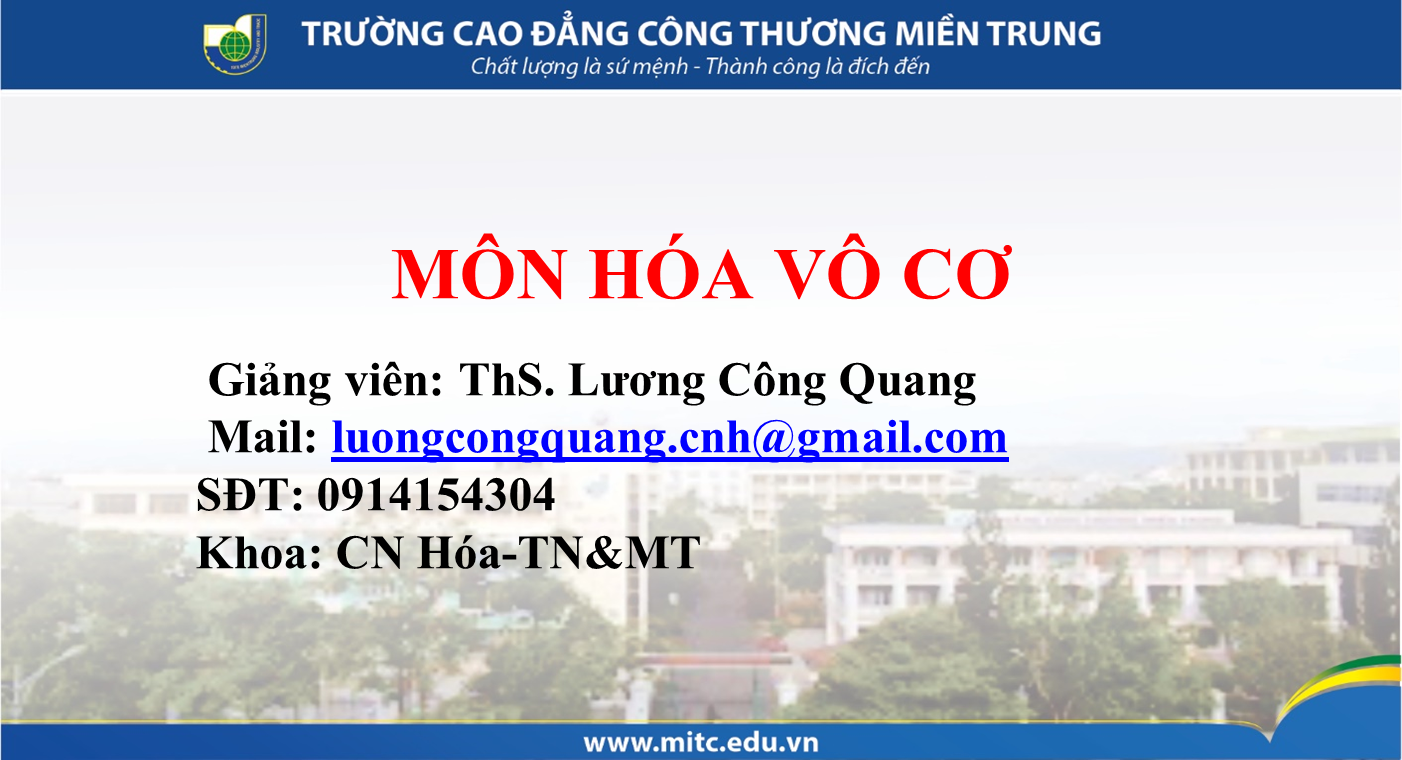 TRƯỜNG CAO ĐẲNG CÔNG THƯƠNG MIỀN TRUNG
Chất lượng là sứ mệnh - Thành công là đích đến
MÔN HÓA VÔ CƠ
Giảng viên: ThS. Lương Công Quang
Mail: luongcongquang.cnh@gmail.com
SĐT: 0914154304
Khoa: CN Hóa-TN&MT
www.mitc.edu.vn